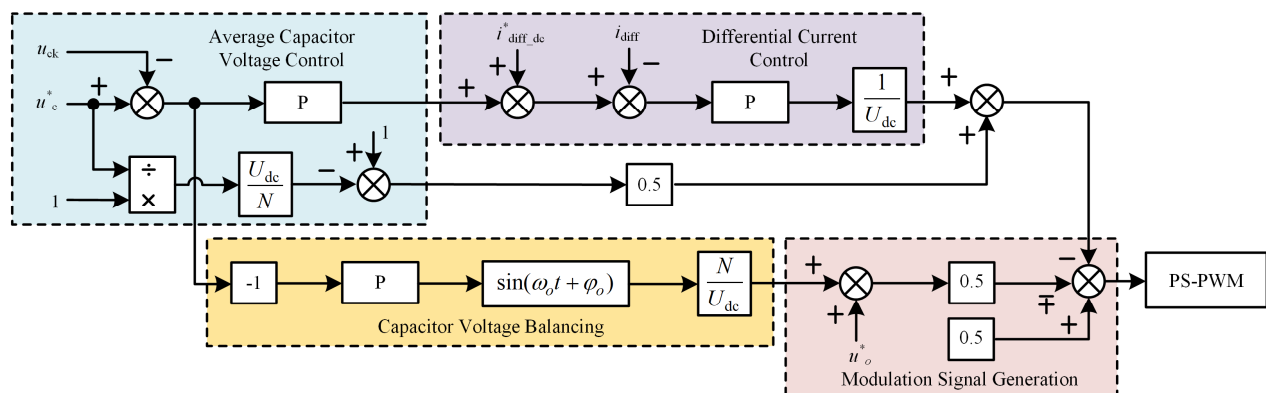 Average Capacitor
Voltage Control
u_ck
−
+
u*_c
P
1
÷
×
U_dc
N
−
+
1
i*_diff_dc
i_diff
Differential Current
Control
+
+
+
−
P
1
U_dc
+
+
0.5
-1
P
sin(ω_o t + φ_o)
N
U_dc
Capacitor Voltage Balancing
+
+
u*_o
0.5
0.5
−
∓
+
Modulation Signal Generation
PS-PWM